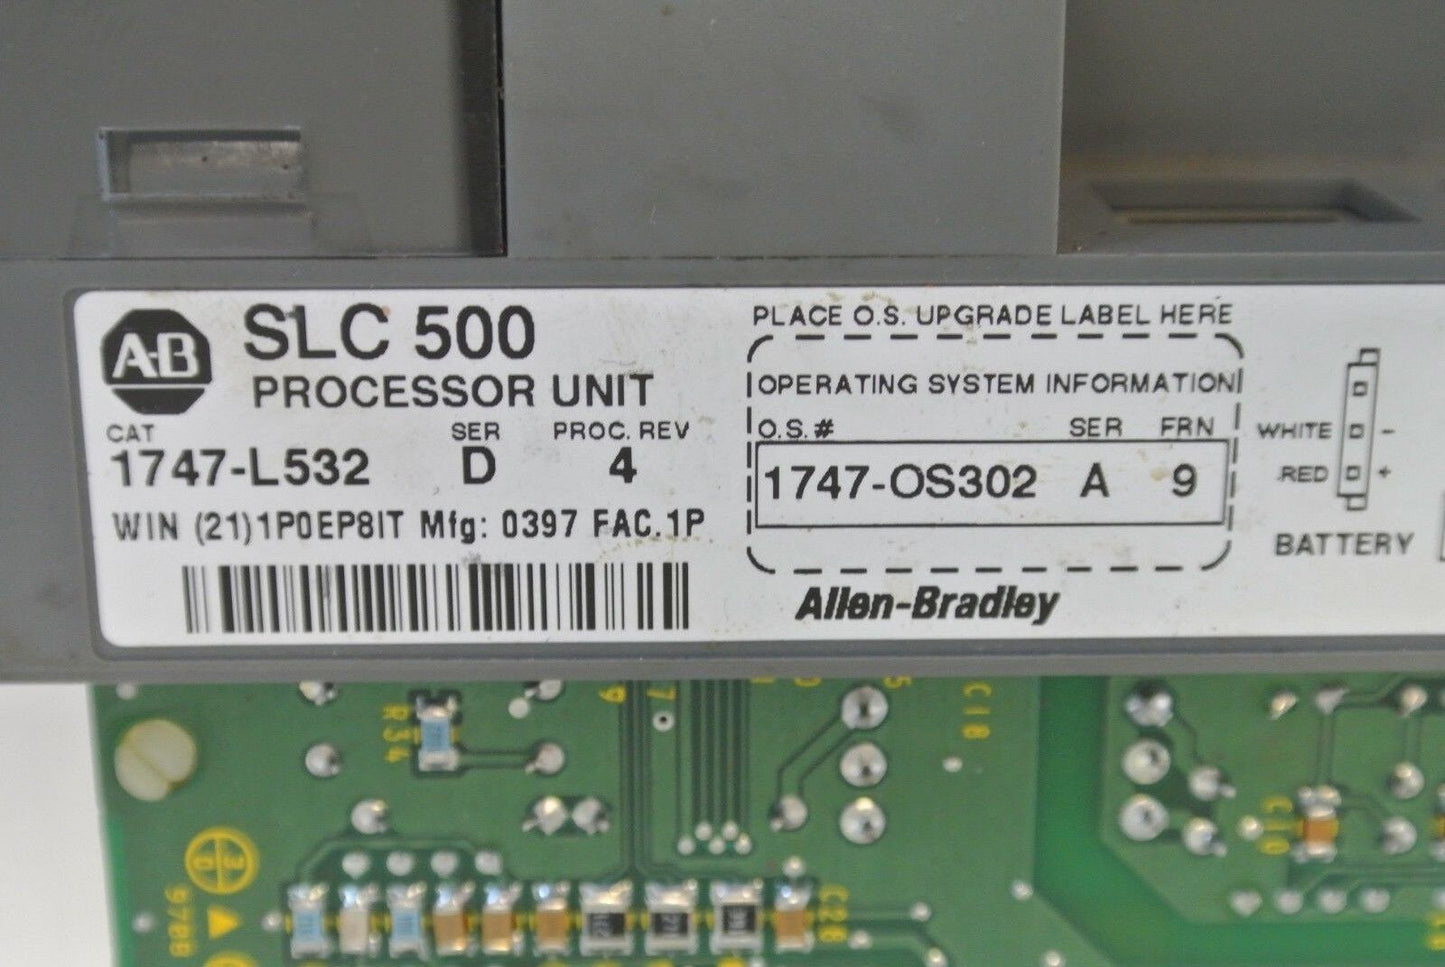 A-B
SLC 500
PROCESSOR UNIT
CAT SER PROC. REV
1747-L532 D 4
WIN (21)1P0EP8IT Mfg: 0397 FAC.1P
PLACE O.S. UPGRADE LABEL HERE
OPERATING SYSTEM INFORMATION
O.S.# SER FRN
1747-OS302 A 9
Allen-Bradley
WHITE -
RED +
BATTERY
R34
C18
C10
C26